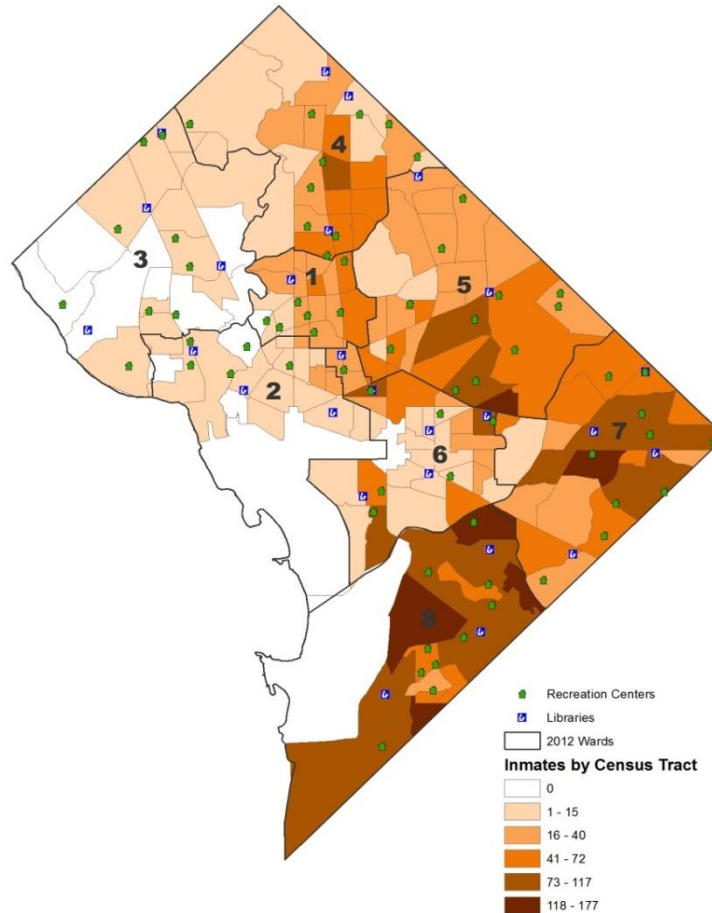 4
3
1
5
2
7
6
8
Recreation Centers
Libraries
2012 Wards
Inmates by Census Tract
0
1 - 15
16 - 40
41 - 72
73 - 117
118 - 177